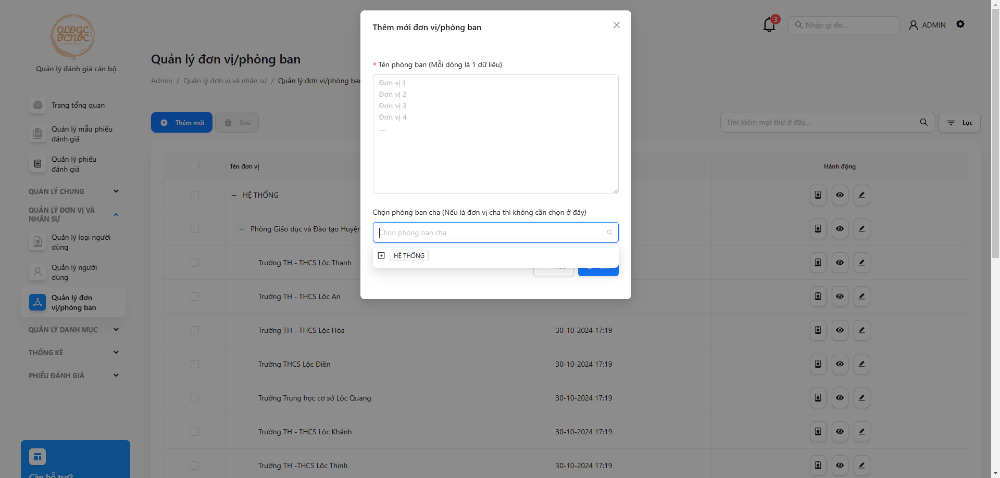 QLĐGC
BCNVC
Quản lý đánh giá cán bộ
Trang tổng quan
Quản lý mẫu phiếu
đánh giá
Quản lý phiếu
đánh giá
QUẢN LÝ CHUNG
QUẢN LÝ ĐƠN VỊ VÀ
NHÂN SỰ
Quản lý loại người
dùng
Quản lý người
dùng
Quản lý đơn
vị/phòng ban
QUẢN LÝ DANH MỤC
THỐNG KÊ
PHIẾU ĐÁNH GIÁ
Cần hỗ trợ?
3
Nhập gì đó...
ADMIN
Quản lý đơn vị/phòng ban
Admin / Quản lý đơn vị và nhân sự / Quản lý đơn vị/phòng ban
Thêm mới
Xoá
Tìm kiếm mọi thứ ở đây...
Lọc
Tên đơn vị
Hành động
HỆ THỐNG
Phòng Giáo dục và Đào tạo Huyện
Trường TH - THCS Lộc Thạnh
Trường TH - THCS Lộc An
Trường TH - THCS Lộc Hòa 30-10-2024 17:19
Trường THCS Lộc Điền 30-10-2024 17:19
Trường Trung học cơ sở Lộc Quang 30-10-2024 17:19
Trường TH - THCS Lộc Khánh 30-10-2024 17:19
Trường TH -THCS Lộc Thịnh 30-10-2024 17:19
Thêm mới đơn vị/phòng ban
* Tên phòng ban (Mỗi dòng là 1 dữ liệu)
Đơn vị 1
Đơn vị 2
Đơn vị 3
Đơn vị 4
....
Chọn phòng ban cha (Nếu là đơn vị cha thì không cần chọn ở đây)
Chọn phòng ban cha
HỆ THỐNG